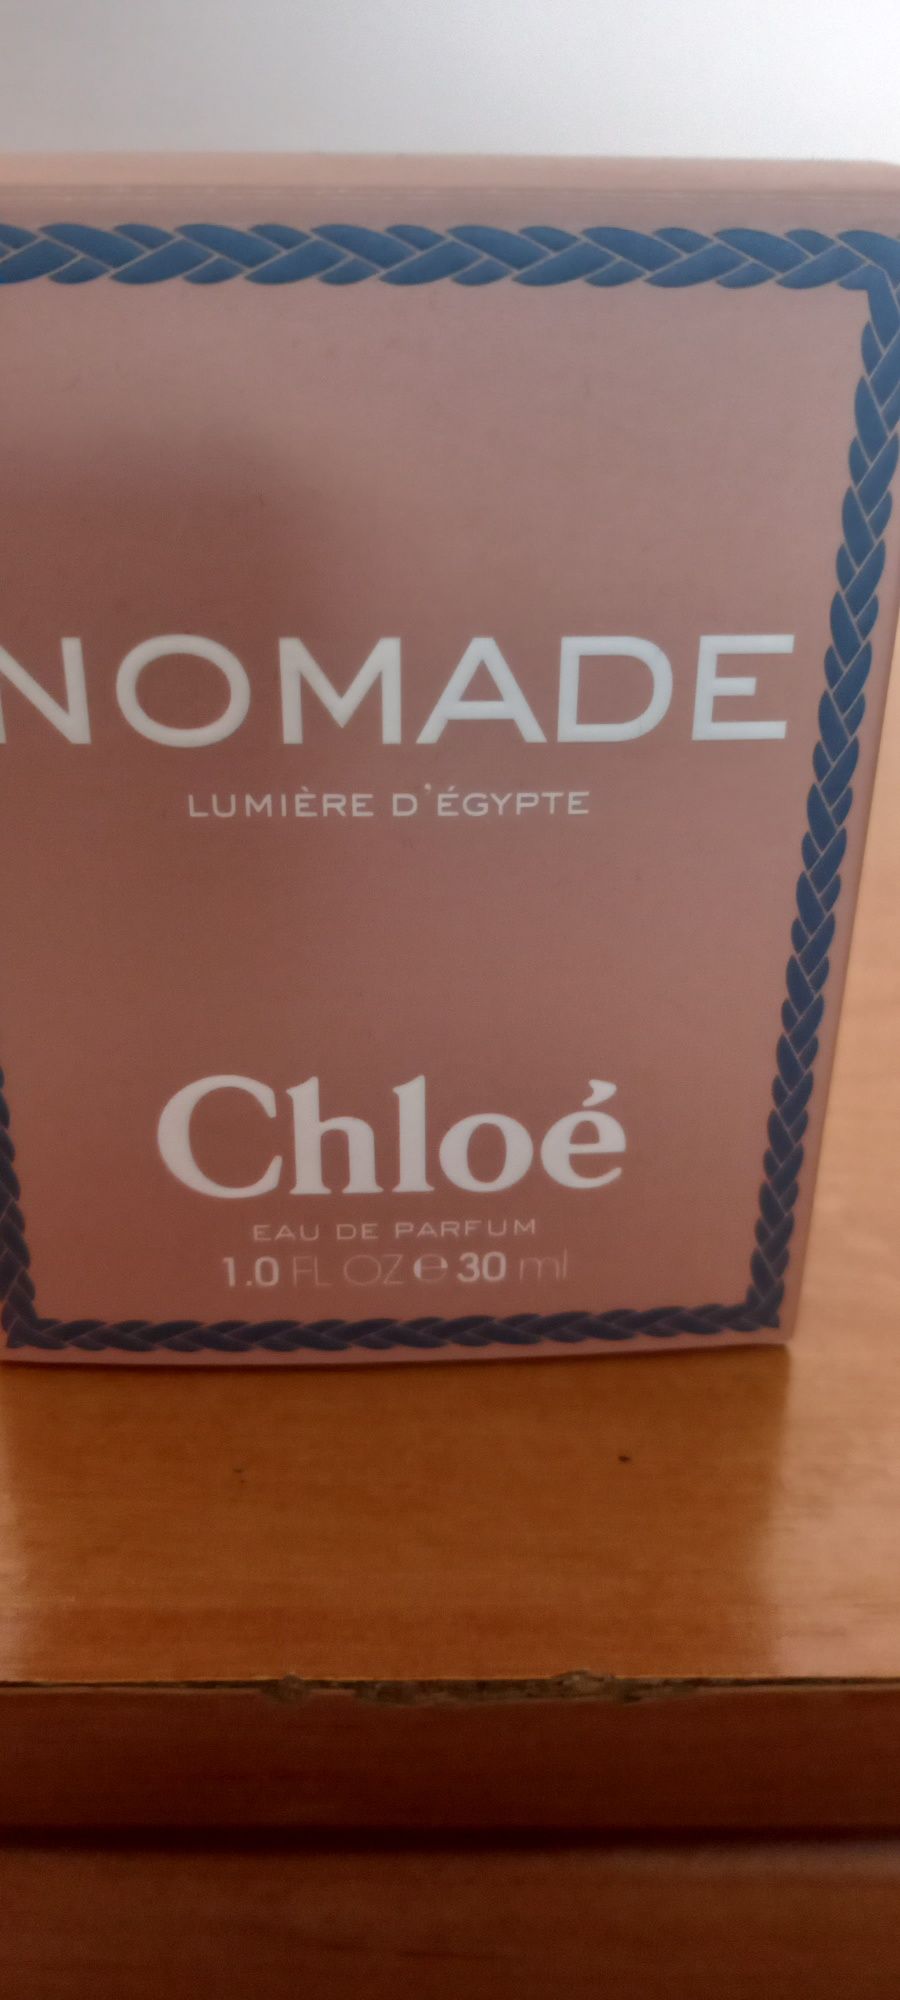 NOMADE
LUMIÈRE D'ÉGYPTE
Chloé
EAU DE PARFUM
1.0 FL OZ e 30 ml